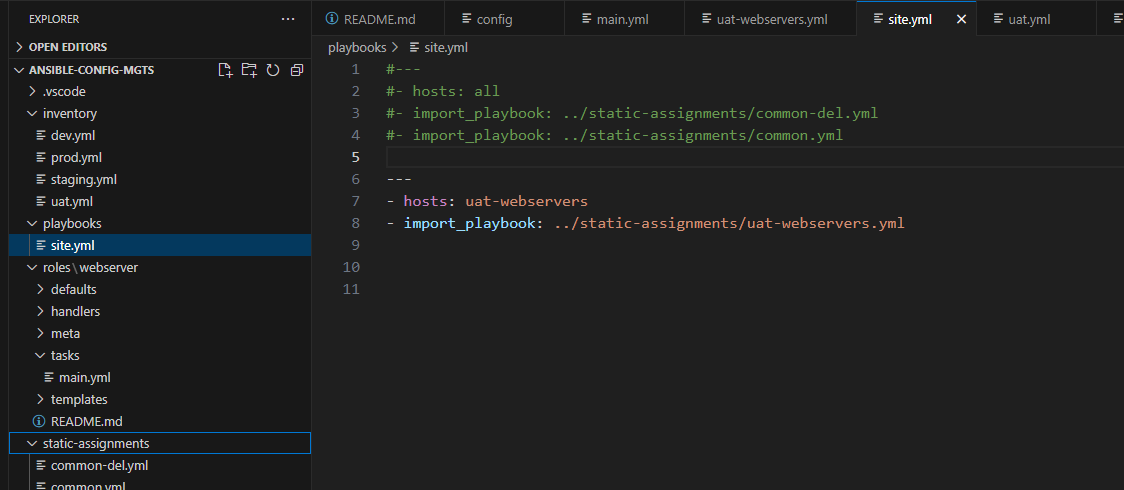 EXPLORER
···
OPEN EDITORS
ANSIBLE-CONFIG-MGTS
.vscode
inventory
dev.yml
prod.yml
staging.yml
uat.yml
playbooks
site.yml
roles\webserver
defaults
handlers
meta
tasks
main.yml
templates
README.md
static-assignments
common-del.yml
common.yml
README.md
config
main.yml
uat-webservers.yml
site.yml
uat.yml
playbooks > site.yml
1 #---
2 #- hosts: all
3 #- import_playbook: ../static-assignments/common-del.yml
4 #- import_playbook: ../static-assignments/common.yml
5
6 ---
7 - hosts: uat-webservers
8 - import_playbook: ../static-assignments/uat-webservers.yml
9
10
11